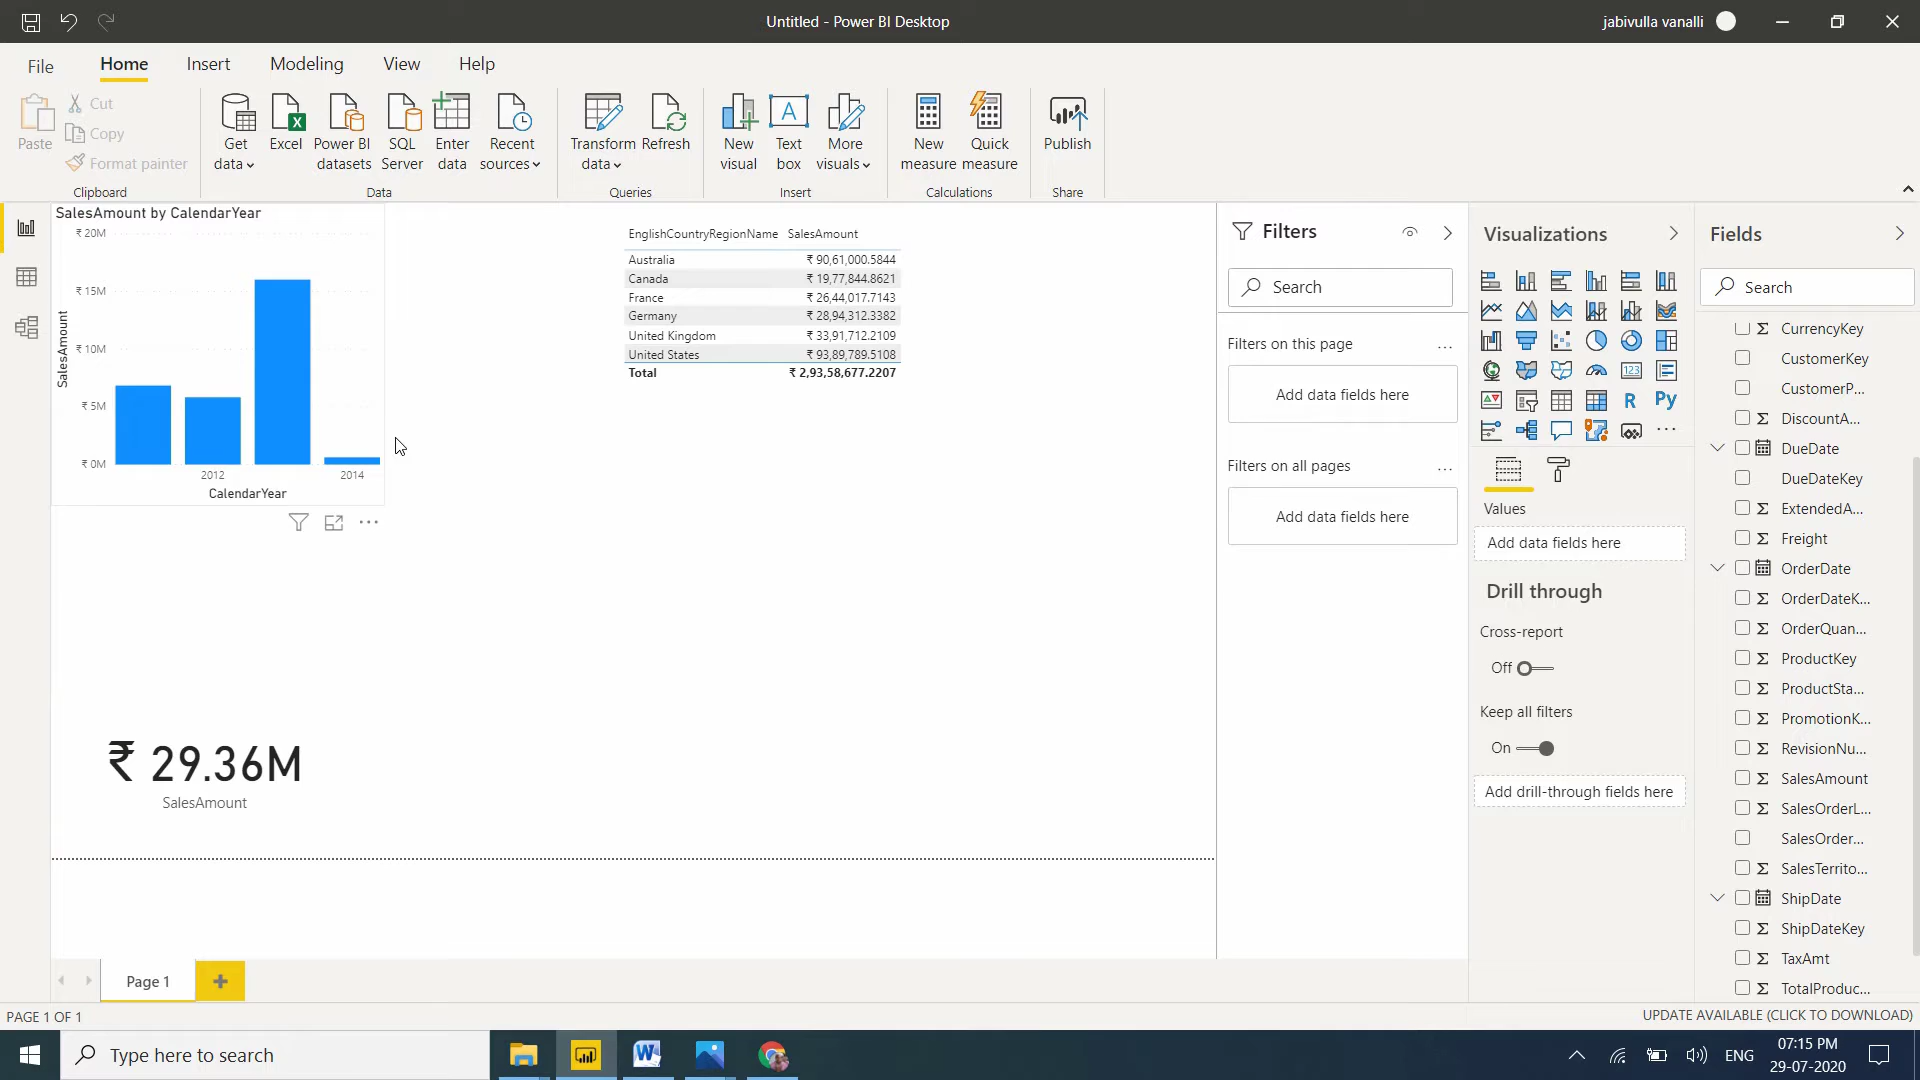 Untitled - Power BI Desktop
jabivulla vanalli
File
Home
Insert
Modeling
View
Help
Paste
Cut
Copy
Format painter
Clipboard
Get data
Excel
Power BI datasets
SQL Server
Enter data
Recent sources
Data
Transform data
Refresh
Queries
New visual
Text box
More visuals
Insert
New measure
Quick measure
Calculations
Publish
Share
SalesAmount by CalendarYear
₹ 20M
₹ 15M
₹ 10M
₹ 5M
₹ 0M
SalesAmount
2012
2014
CalendarYear
EnglishCountryRegionName SalesAmount
Australia ₹ 90,61,000.5844
Canada ₹ 19,77,844.8621
France ₹ 26,44,017.7143
Germany ₹ 28,94,312.3382
United Kingdom ₹ 33,91,712.2109
United States ₹ 93,89,789.5108
Total ₹ 2,93,58,677.2207
₹ 29.36M
SalesAmount
Filters
Search
Filters on this page
...
Add data fields here
Filters on all pages
...
Add data fields here
Visualizations
123
R
Py
...
Values
Add data fields here
Drill through
Cross-report
Off
Keep all filters
On
Add drill-through fields here
Fields
Search
CurrencyKey
CustomerKey
CustomerP...
DiscountA...
DueDate
DueDateKey
ExtendedA...
Freight
OrderDate
OrderDateK...
OrderQuan...
ProductKey
ProductSta...
PromotionK...
RevisionNu...
SalesAmount
SalesOrderL...
SalesOrder...
SalesTerrito...
ShipDate
ShipDateKey
TaxAmt
TotalProduc...
Page 1
PAGE 1 OF 1
UPDATE AVAILABLE (CLICK TO DOWNLOAD)
Type here to search
ENG
07:15 PM
29-07-2020